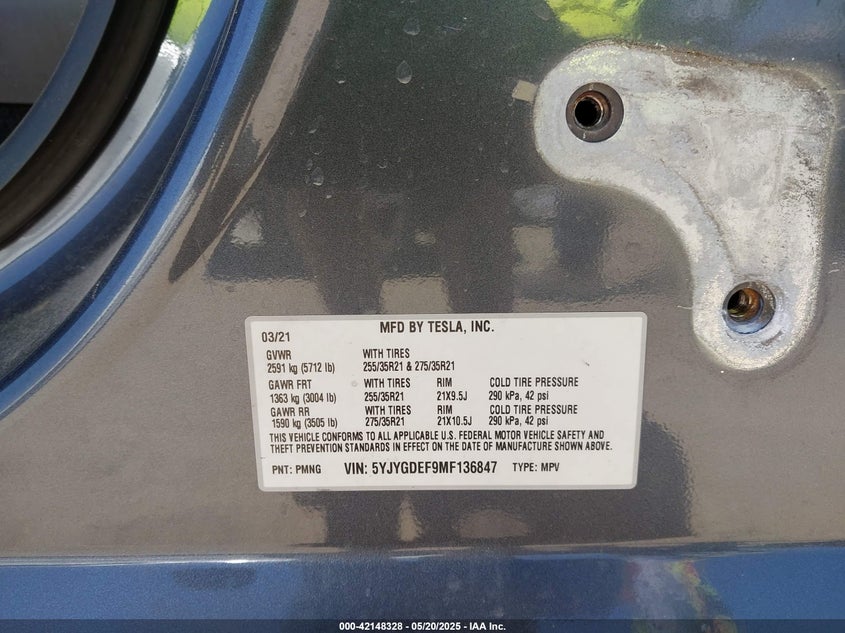 MFD BY TESLA, INC.
03/21
GVWR WITH TIRES
2591 kg (5712 lb) 255/35R21 & 275/35R21
GAWR FRT WITH TIRES RIM COLD TIRE PRESSURE
1363 kg (3004 lb) 255/35R21 21X9.5J 290 kPa, 42 psi
GAWR RR WITH TIRES RIM COLD TIRE PRESSURE
1590 kg (3505 lb) 275/35R21 21X10.5J 290 kPa, 42 psi
THIS VEHICLE CONFORMS TO ALL APPLICABLE U.S. FEDERAL MOTOR VEHICLE SAFETY AND
THEFT PREVENTION STANDARDS IN EFFECT ON THE DATE OF MANUFACTURE SHOWN ABOVE.
PNT: PMNG VIN: 5YJYGDEF9MF136847 TYPE: MPV
000-42148328 - 05/20/2025 - IAA Inc.